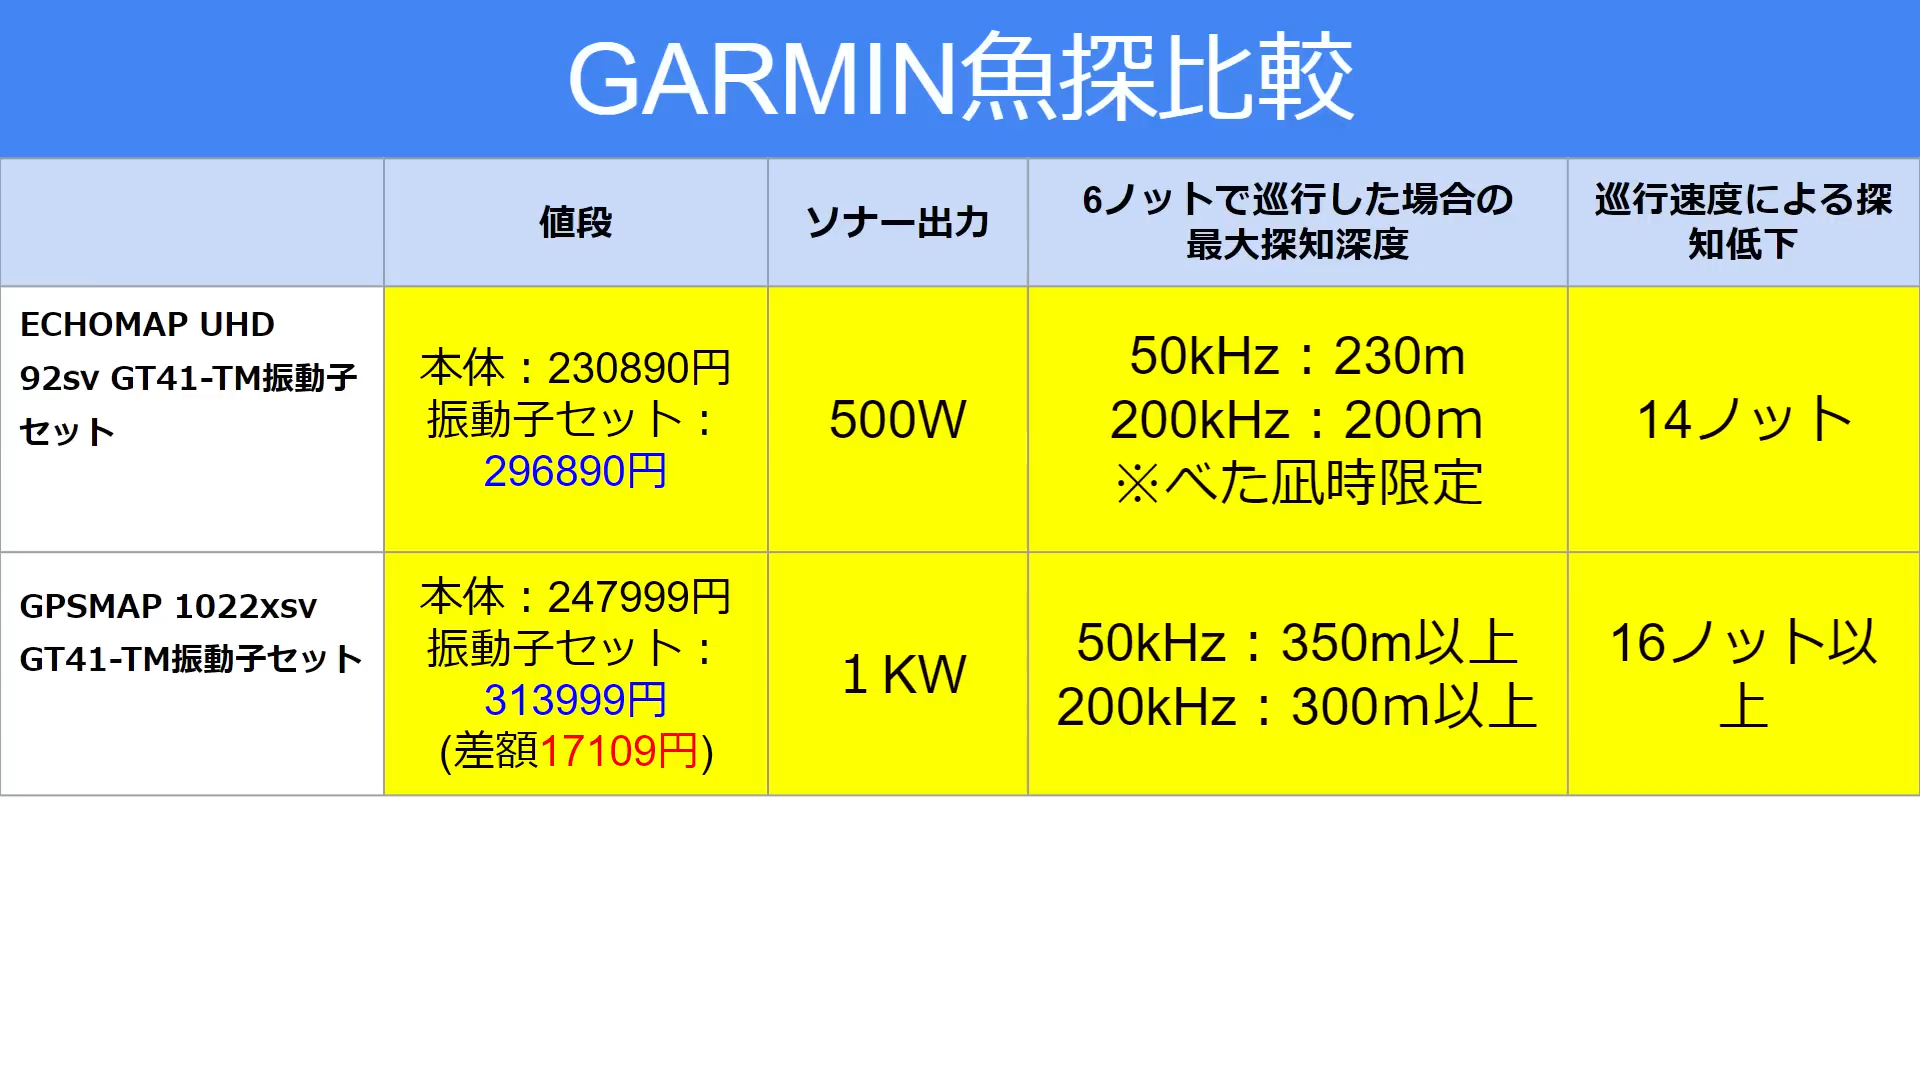 GARMIN魚探比較
値段
ソナー出力
6ノットで巡行した場合の
最大探知深度
巡行速度による探
知低下
ECHOMAP UHD
92sv GT41-TM振動子
セット
本体：230890円
振動子セット：
296890円
500W
50kHz：230m
200kHz：200ｍ
※べた凪時限定
14ノット
GPSMAP 1022xsv
GT41-TM振動子セット
本体：247999円
振動子セット：
313999円
(差額17109円)
１KW
50kHz：350m以上
200kHz：300ｍ以上
16ノット以
上